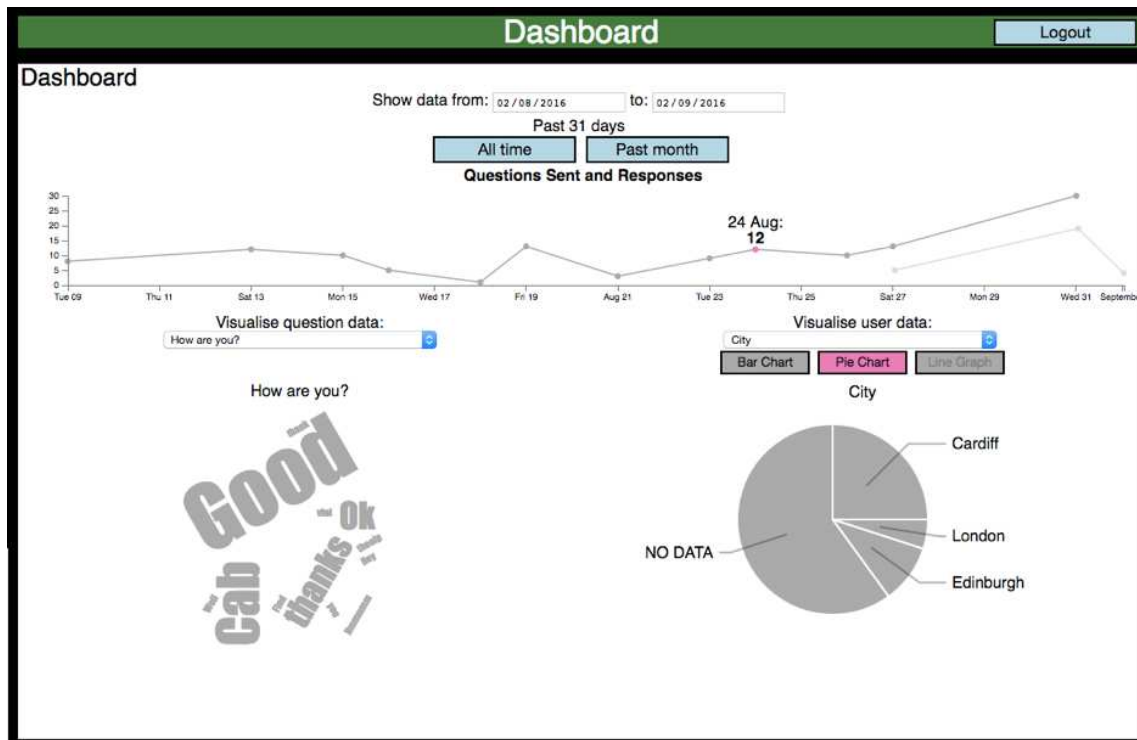 Dashboard
Logout
Dashboard
Show data from: 02/08/2016 to: 02/09/2016
Past 31 days
All time Past month
Questions Sent and Responses
30
25
20
15
10
5
0
24 Aug:
12
Tue 09 Thu 11 Sat 13 Mon 15 Wed 17 Fri 19 Aug 21 Tue 23 Thu 25 Sat 27 Mon 29 Wed 31 Septemb
Visualise question data:
How are you?
Visualise user data:
City
Bar Chart Pie Chart Line Graph
How are you?
Good
Ok
thanks
cab
City
Cardiff
London
Edinburgh
NO DATA